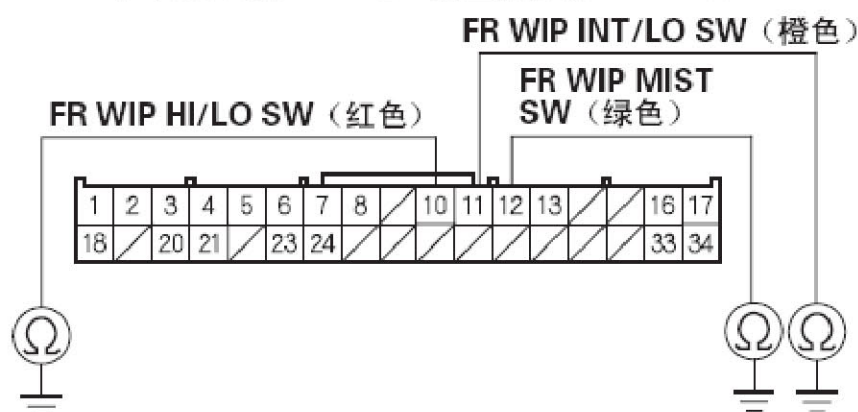 FR WIP INT/LO SW（橙色）
FR WIP MIST
SW（绿色）
FR WIP HI/LO SW（红色）
1 2 3 4 5 6 7 8 10 11 12 13 16 17
18 20 21 23 24 33 34
Ω Ω Ω